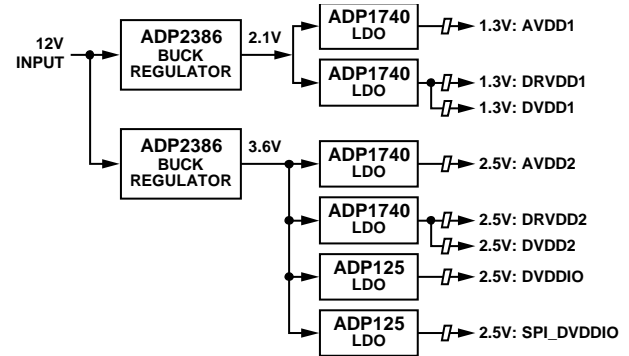 12V
INPUT
ADP2386
BUCK
REGULATOR
2.1V
ADP1740
LDO
1.3V: AVDD1
ADP1740
LDO
1.3V: DRVDD1
1.3V: DVDD1
ADP2386
BUCK
REGULATOR
3.6V
ADP1740
LDO
2.5V: AVDD2
ADP1740
LDO
2.5V: DRVDD2
2.5V: DVDD2
ADP125
LDO
2.5V: DVDDIO
ADP125
LDO
2.5V: SPI_DVDDIO